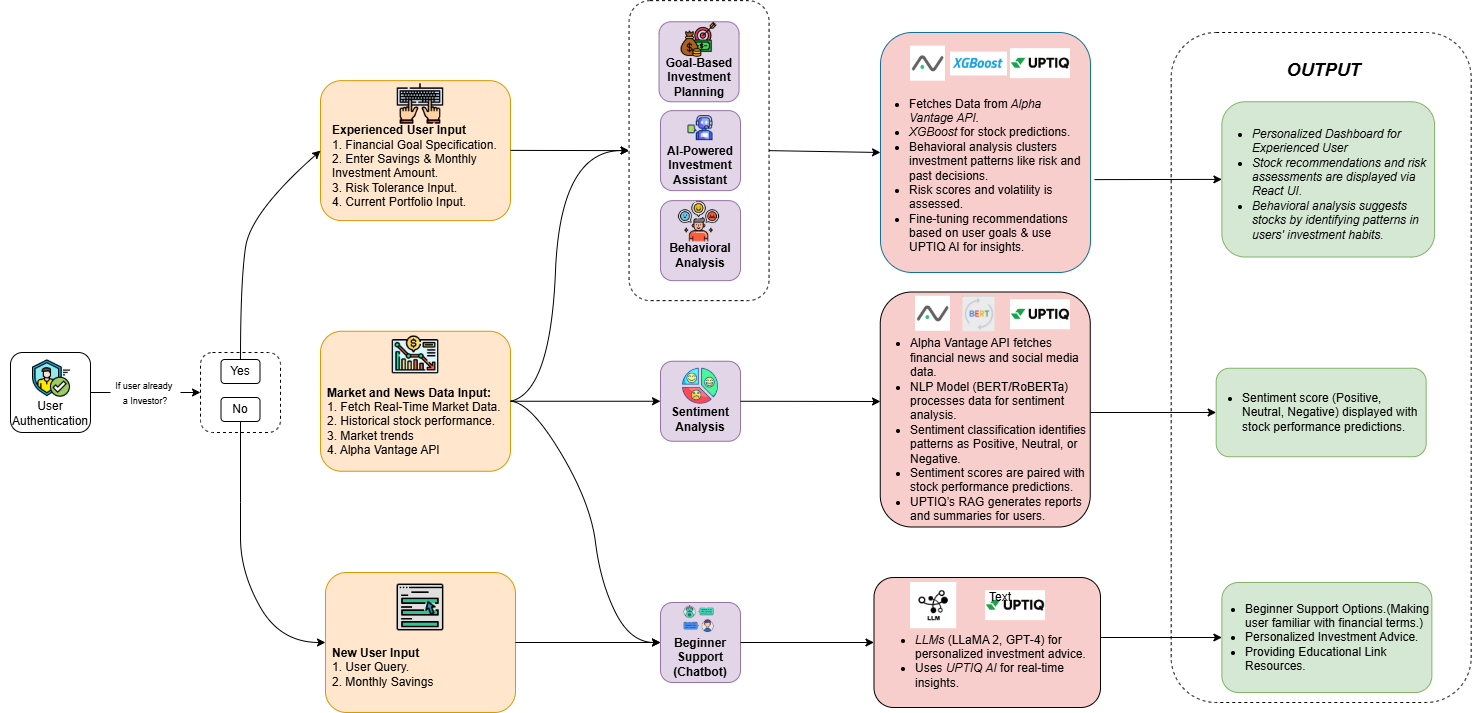 User
Authentication
If user already
a Investor?
Yes
No
Experienced User Input
1. Financial Goal Specification.
2. Enter Savings & Monthly
Investment Amount.
3. Risk Tolerance Input.
4. Current Portfolio Input.
Market and News Data Input:
1. Fetch Real-Time Market Data.
2. Historical stock performance.
3. Market trends
4. Alpha Vantage API
New User Input
1. User Query.
2. Monthly Savings
Goal-Based
Investment
Planning
AI-Powered
Investment
Assistant
Behavioral
Analysis
Sentiment
Analysis
Beginner
Support
(Chatbot)
XGBoost
UPTIQ
• Fetches Data from Alpha
Vantage API.
• XGBoost for stock predictions.
• Behavioral analysis clusters
investment patterns like risk and
past decisions.
• Risk scores and volatility is
assessed.
• Fine-tuning recommendations
based on user goals & use
UPTIQ AI for insights.
BERT
UPTIQ
• Alpha Vantage API fetches
financial news and social media
data.
• NLP Model (BERT/RoBERTa)
processes data for sentiment
analysis.
• Sentiment classification identifies
patterns as Positive, Neutral, or
Negative.
• Sentiment scores are paired with
stock performance predictions.
• UPTIQ's RAG generates reports
and summaries for users.
LLM
Text
UPTIQ
• LLMs (LLaMA 2, GPT-4) for
personalized investment advice.
• Uses UPTIQ AI for real-time
insights.
OUTPUT
• Personalized Dashboard for
Experienced User
• Stock recommendations and risk
assessments are displayed via
React UI.
• Behavioral analysis suggests
stocks by identifying patterns in
users' investment habits.
• Sentiment score (Positive,
Neutral, Negative) displayed with
stock performance predictions.
• Beginner Support Options.(Making
user familiar with financial terms.)
• Personalized Investment Advice.
• Providing Educational Link
Resources.